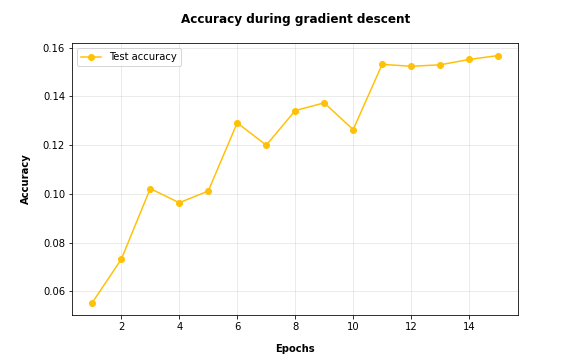 Accuracy during gradient descent
Test accuracy
0.16
0.14
0.12
0.10
0.08
0.06
Accuracy
2 4 6 8 10 12 14
Epochs